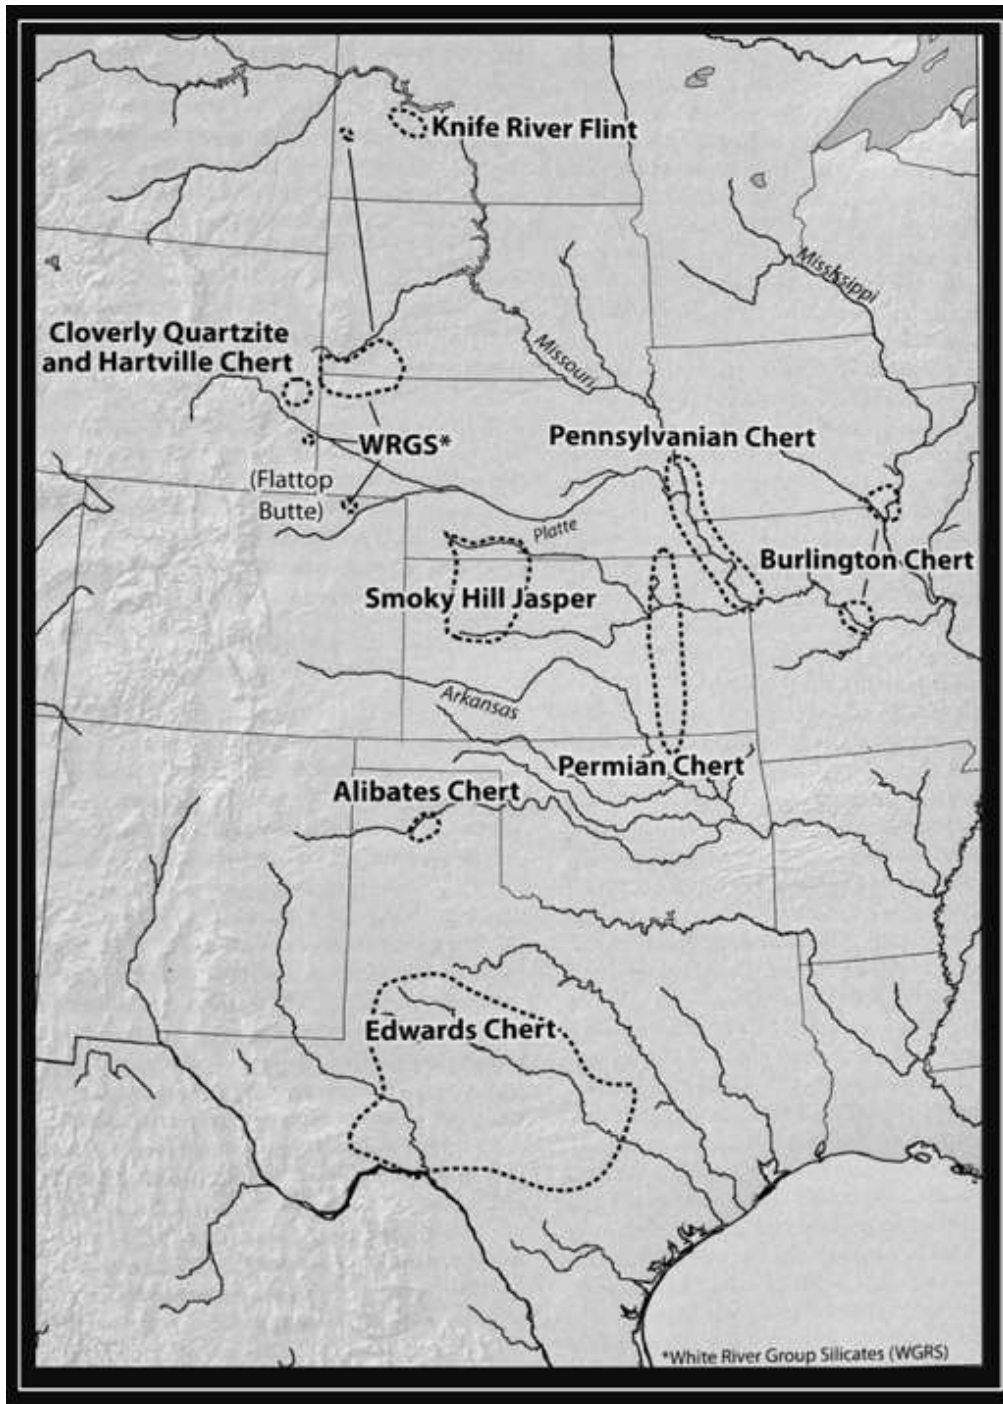 Knife River Flint
Mississippi
Cloverly Quartzite
and Hartville Chert
Missouri
WRGS*
Pennsylvanian Chert
(Flattop
Butte)
Platte
Burlington Chert
Smoky Hill Jasper
Arkansas
Permian Chert
Alibates Chert
Edwards Chert
*White River Group Silicates (WGRS)